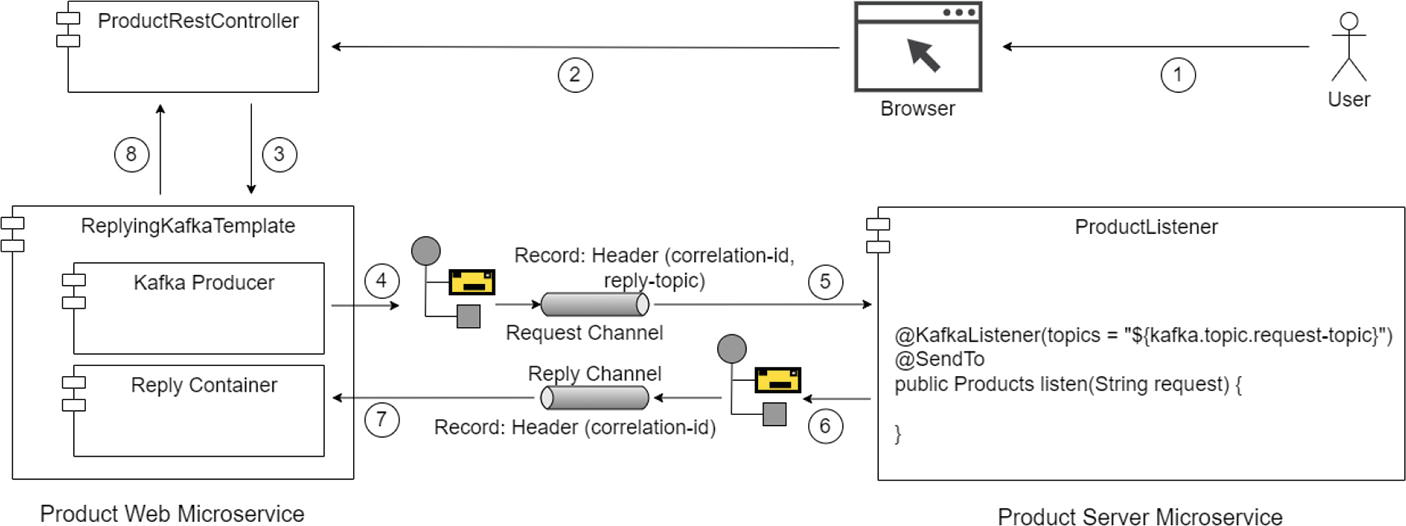 ProductRestController
2
1
Browser
User
8
3
ReplyingKafkaTemplate
Kafka Producer
4
Record: Header (correlation-id,
reply-topic)
Request Channel
5
ProductListener
@KafkaListener(topics = "${kafka.topic.request-topic}")
@SendTo
public Products listen(String request) {
}
Reply Container
7
Reply Channel
Record: Header (correlation-id)
6
Product Web Microservice
Product Server Microservice